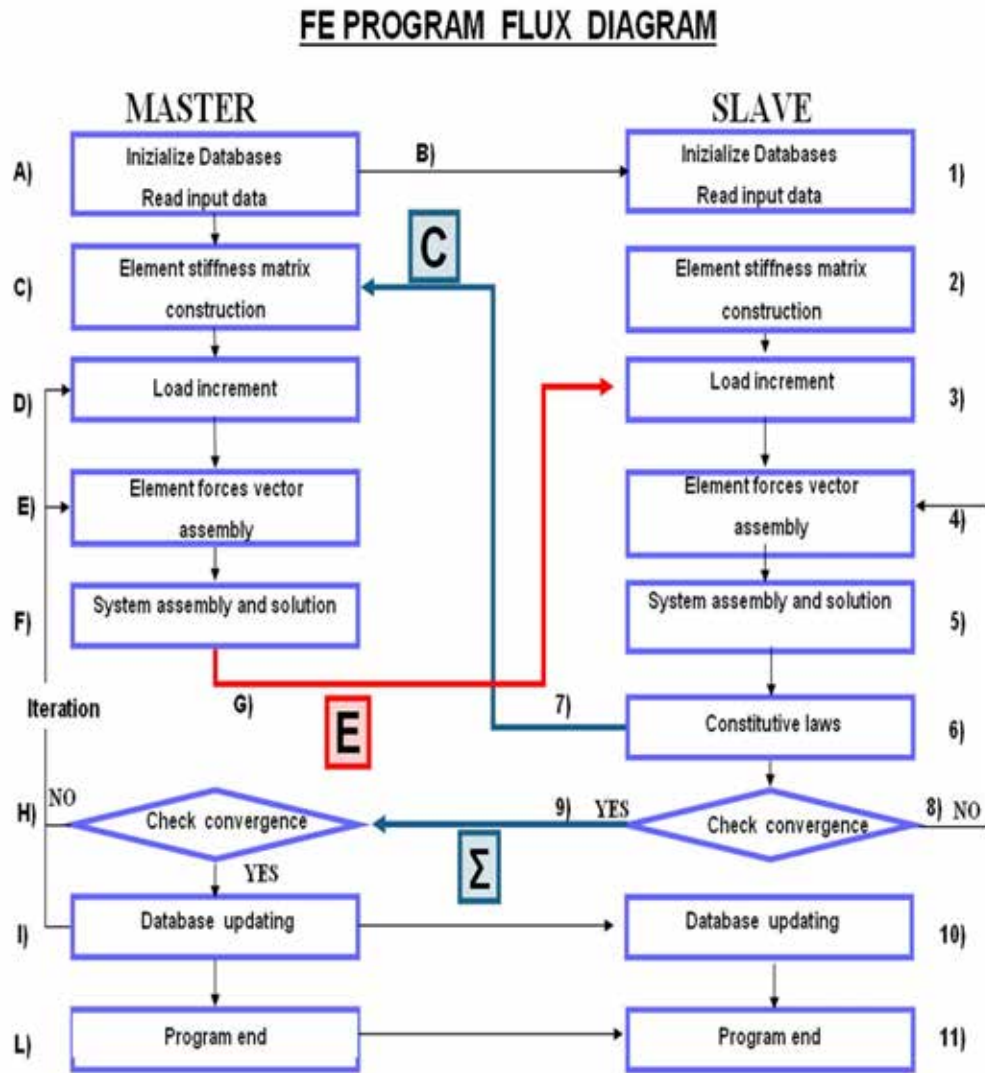 FE PROGRAM FLUX DIAGRAM
MASTER
SLAVE
A)
Inizialize Databases
Read input data
B)
Inizialize Databases
Read input data
1)
C
C)
Element stiffness matrix
construction
Element stiffness matrix
construction
2)
D)
Load increment
Load increment
3)
E)
Element forces vector
assembly
Element forces vector
assembly
4)
F)
System assembly and solution
System assembly and solution
5)
Iteration
G)
E
7)
Constitutive laws
6)
H)
NO
Check convergence
9)
YES
Check convergence
8) NO
YES
Σ
I)
Database updating
Database updating
10)
L)
Program end
Program end
11)